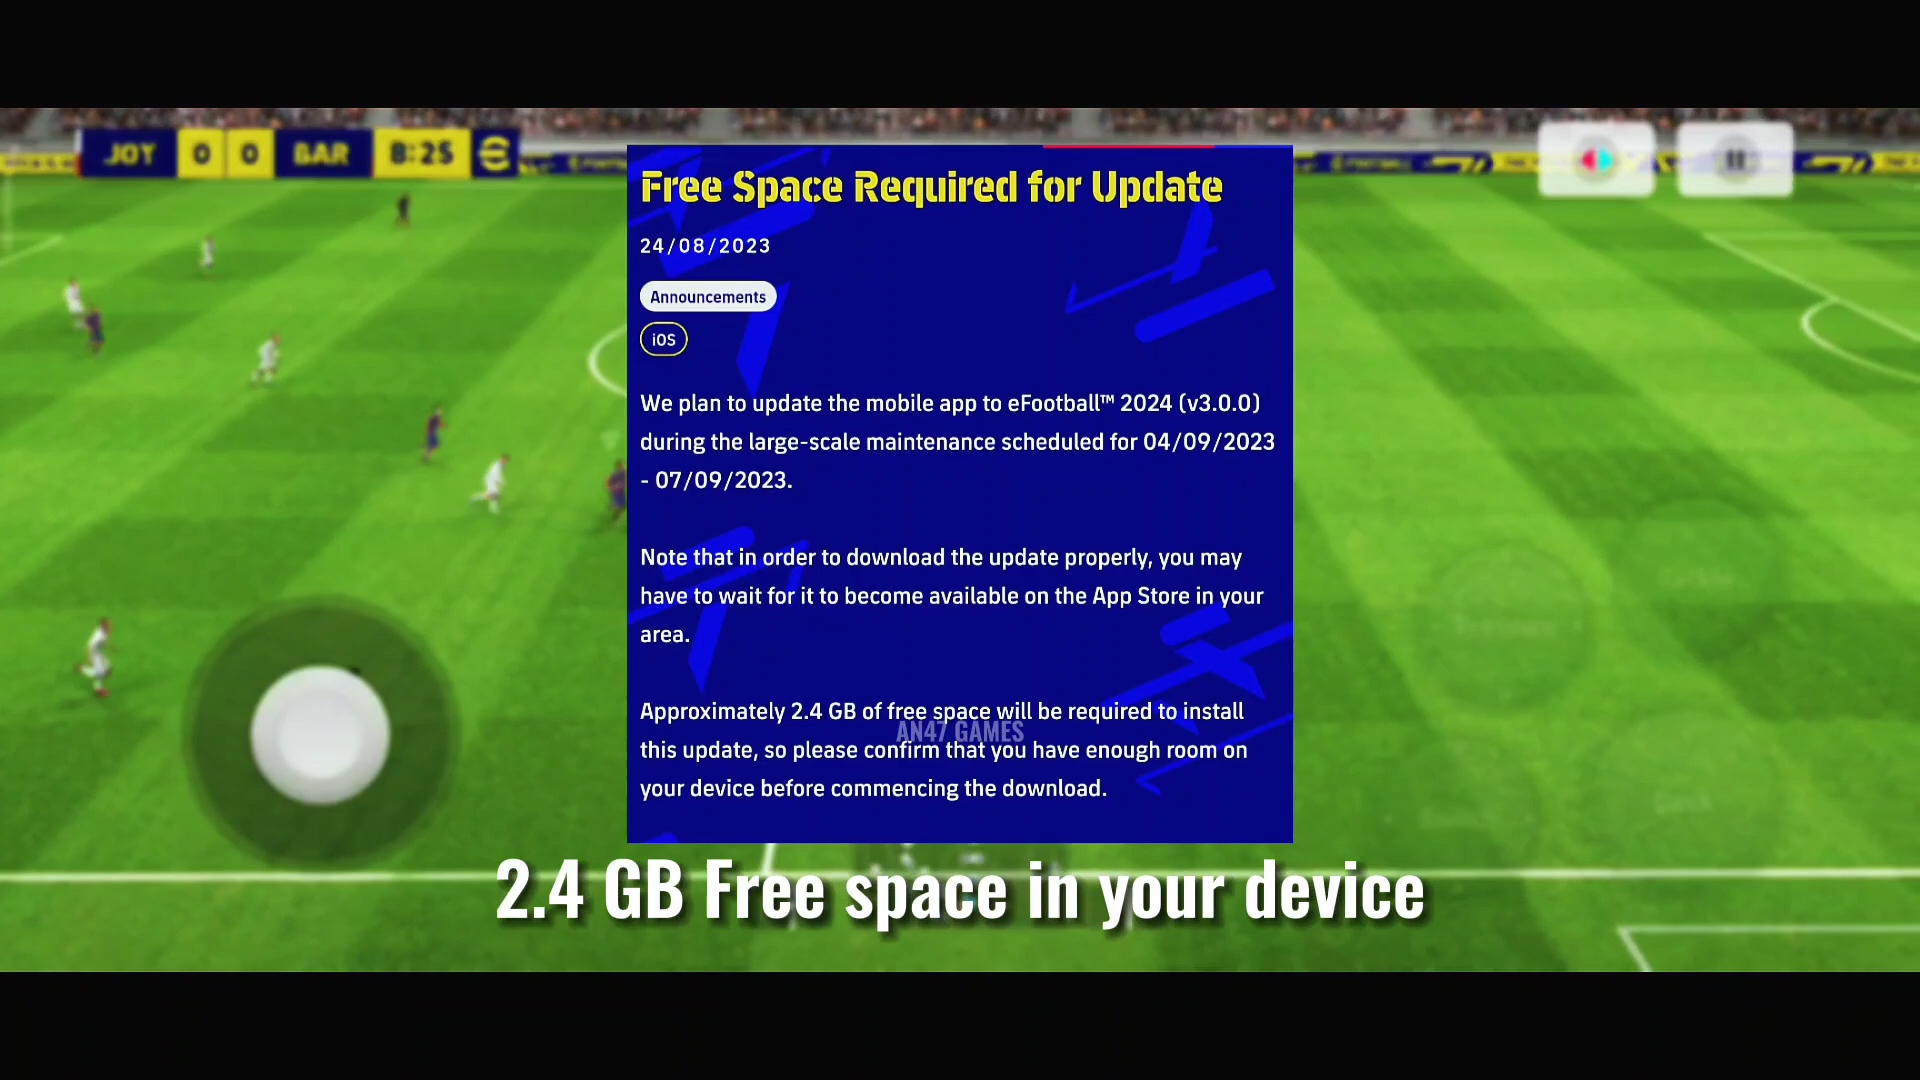 JOY 0 0 BAR 8:25
Free Space Required for Update
24/08/2023
Announcements
iOS
We plan to update the mobile app to eFootball™ 2024 (v3.0.0)
during the large-scale maintenance scheduled for 04/09/2023
- 07/09/2023.
Note that in order to download the update properly, you may
have to wait for it to become available on the App Store in your
area.
Approximately 2.4 GB of free space will be required to install
AN47 GAMES
this update, so please confirm that you have enough room on
your device before commencing the download.
2.4 GB Free space in your device